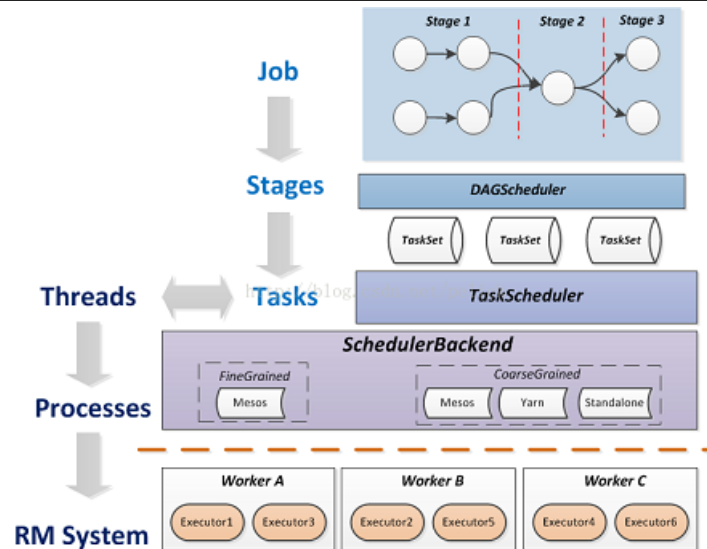 Stage 1 Stage 2 Stage 3
Job
Stages
DAGScheduler
TaskSet TaskSet TaskSet
Threads Tasks TaskScheduler
SchedulerBackend
FineGrained CoarseGrained
Mesos Mesos Yarn Standalone
Processes
Worker A Worker B Worker C
Executor1 Executor3 Executor2 Executor5 Executor4 Executor6
RM System